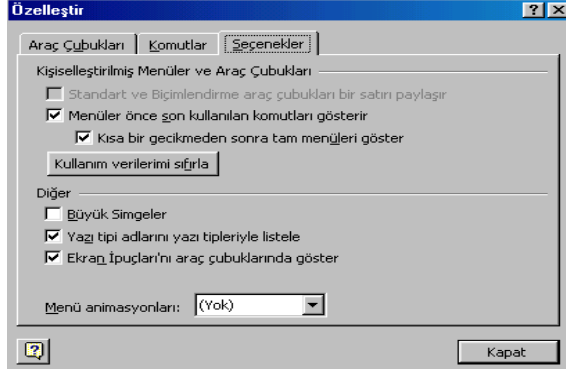 Özelleştir
Araç Çubukları Komutlar Seçenekler
Kişiselleştirilmiş Menüler ve Araç Çubukları
Standart ve Biçimlendirme araç çubukları bir satırı paylaşır
Menüler önce son kullanılan komutları gösterir
Kısa bir gecikmeden sonra tam menüleri göster
Kullanım verilerimi sıfırla
Diğer
Büyük Simgeler
Yazı tipi adlarını yazı tipleriyle listele
Ekran İpuçları'nı araç çubuklarında göster
Menü animasyonları: (Yok)
Kapat